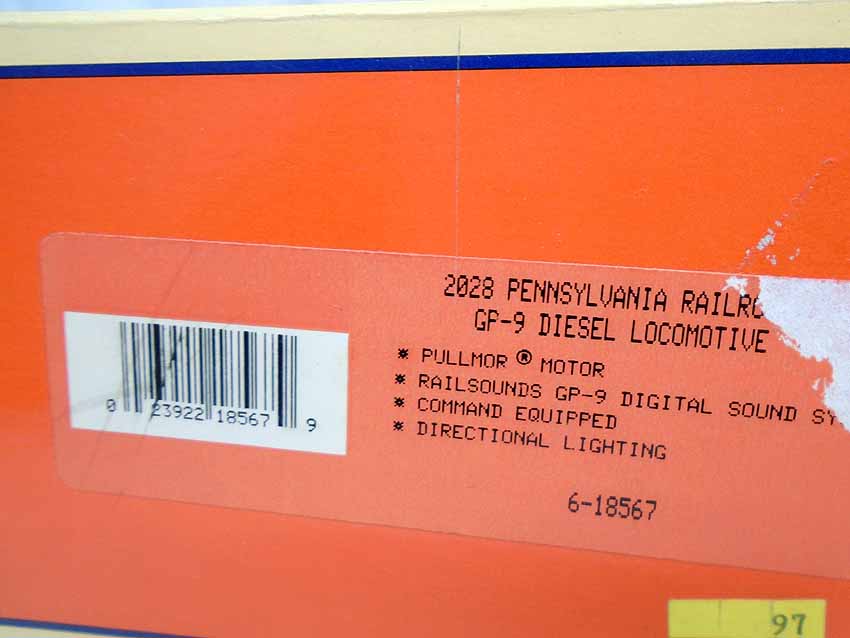 2028 PENNSYLVANIA RAILRO
GP-9 DIESEL LOCOMOTIVE
* PULLMOR ® MOTOR
* RAILSOUNDS GP-9 DIGITAL SOUND SY
* COMMAND EQUIPPED
* DIRECTIONAL LIGHTING
6-18567
0 23922 18567 9
97